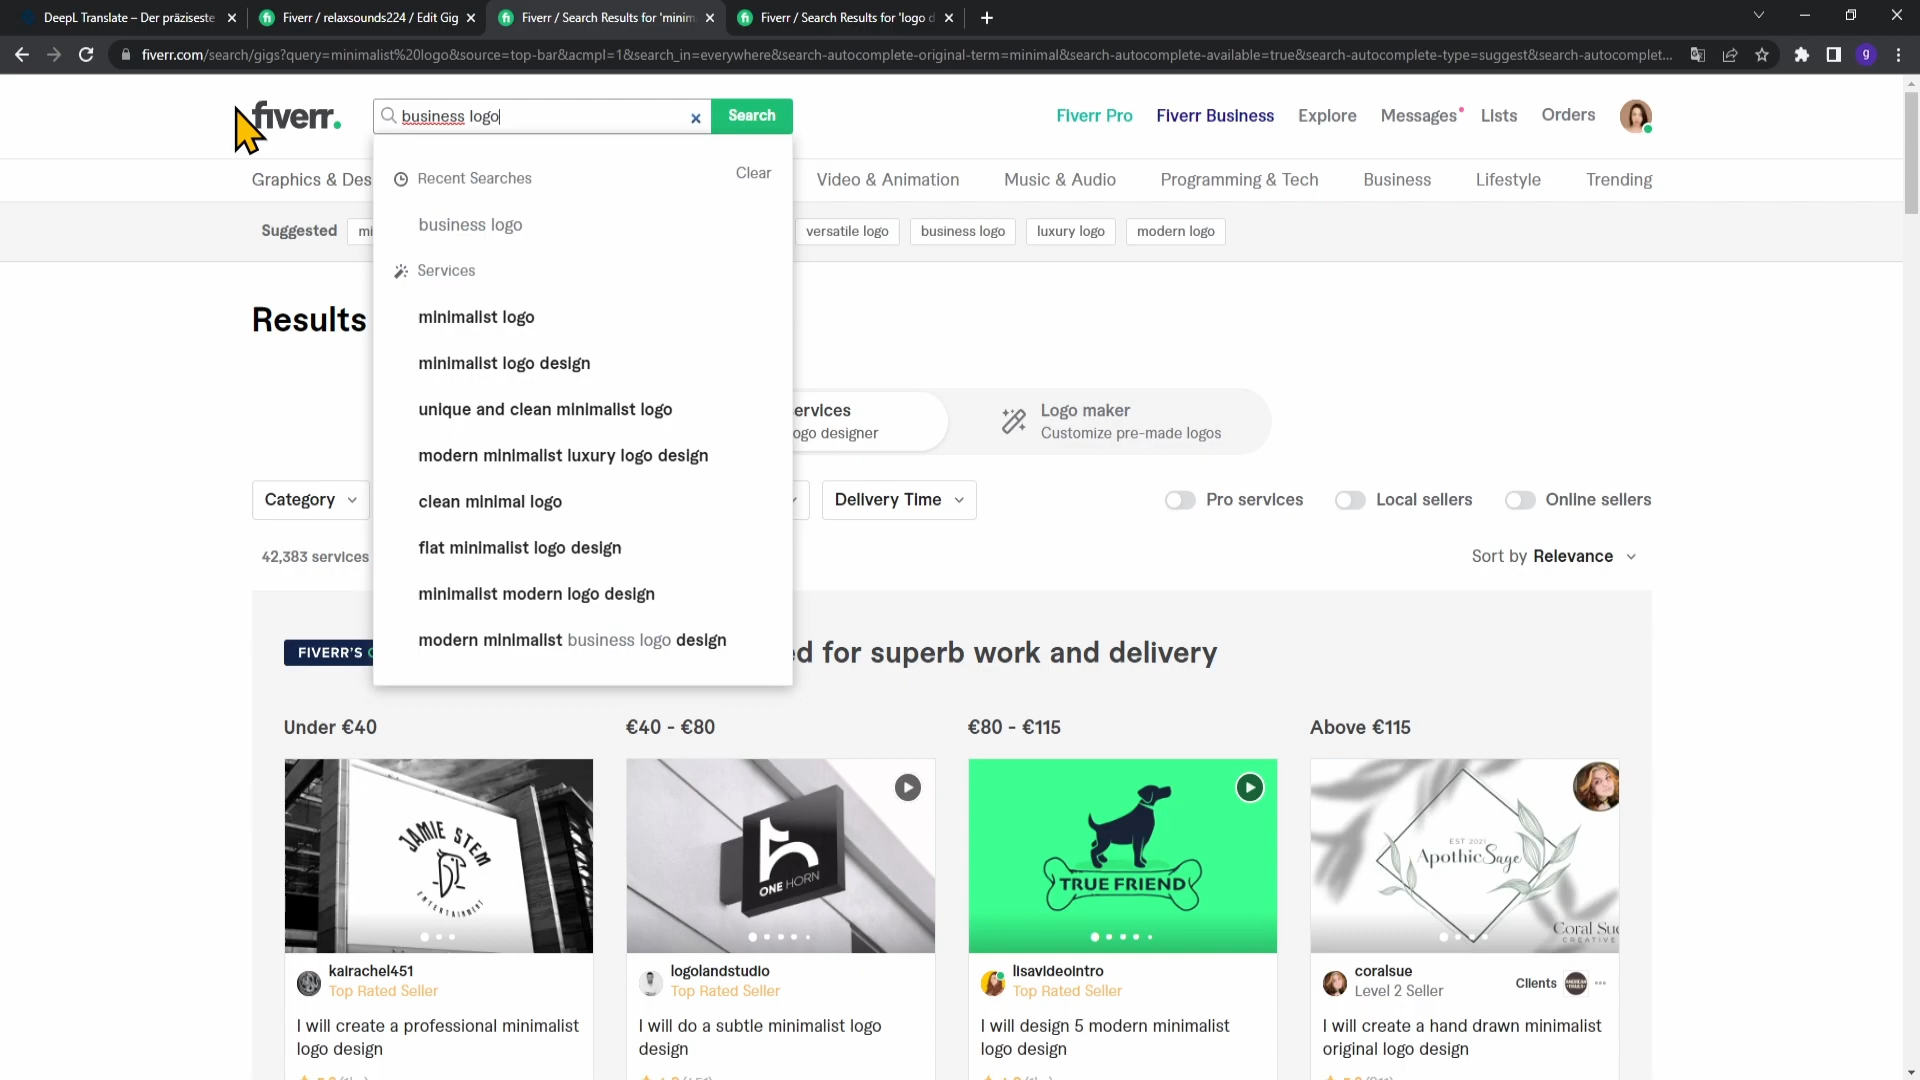 DeepL Translate – Der präziseste
Fiverr / relaxsounds224 / Edit Gig
Fiverr / Search Results for 'minim
Fiverr / Search Results for 'logo d
fiverr.com/search/gigs?query=minimalist%20logo&source=top-bar&acmpl=1&search_in=everywhere&search-autocomplete-original-term=minimal&search-autocomplete-available=true&search-autocomplete-type=suggest&search-autocomplet...
g
fiverr.
business logo
Search
Fiverr Pro
Fiverr Business
Explore
Messages
Lists
Orders
Recent Searches
Clear
business logo
Services
minimalist logo
minimalist logo design
unique and clean minimalist logo
modern minimalist luxury logo design
clean minimal logo
flat minimalist logo design
minimalist modern logo design
modern minimalist business logo design
Graphics & Des
Video & Animation
Music & Audio
Programming & Tech
Business
Lifestyle
Trending
Suggested
mi
versatile logo
business logo
luxury logo
modern logo
Results
ervices
ogo designer
Logo maker
Customize pre-made logos
Category
Delivery Time
Pro services
Local sellers
Online sellers
42,383 services
Sort by Relevance
FIVERR'S
ed for superb work and delivery
Under €40
€40 - €80
€80 - €115
Above €115
JAMIE STEM
ENTERTAINMENT
ONE HORN
TRUE FRIEND
EST 2021
ApothicSage
Coral Sue
CREATIVE
kairachel451
Top Rated Seller
I will create a professional minimalist
logo design
logolandstudio
Top Rated Seller
I will do a subtle minimalist logo
design
lisavideointro
Top Rated Seller
I will design 5 modern minimalist
logo design
coralsue
Level 2 Seller
Clients
I will create a hand drawn minimalist
original logo design